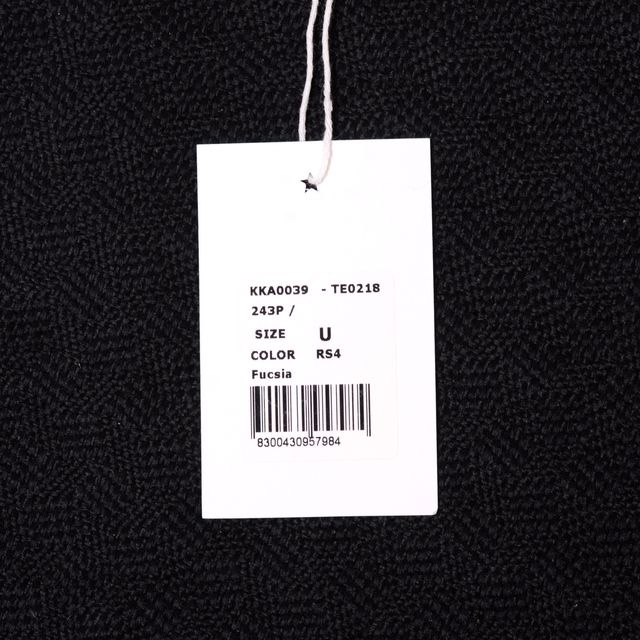 KKA0039 - TE0218
243P /
SIZE U
COLOR RS4
Fucsia
8300430957984